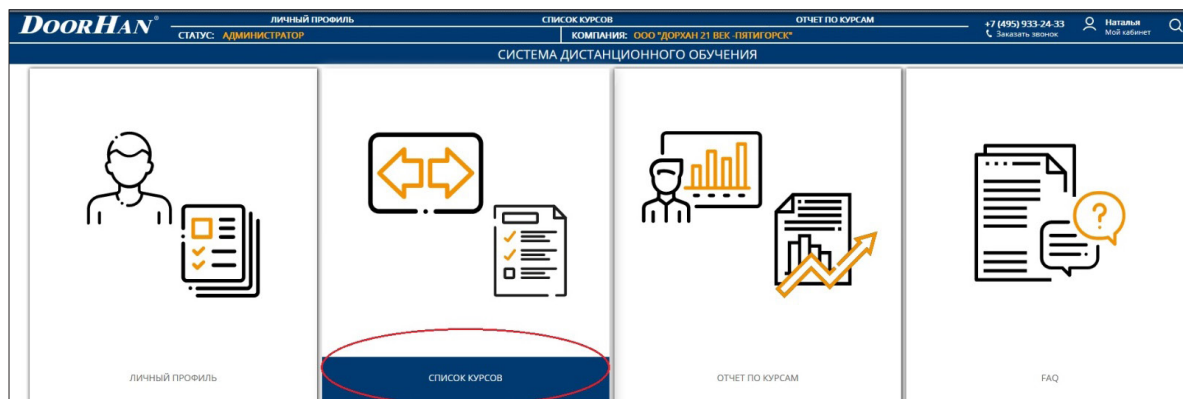 DOORHAN®
ЛИЧНЫЙ ПРОФИЛЬ СПИСОК КУРСОВ ОТЧЕТ ПО КУРСАМ
СТАТУС: АДМИНИСТРАТОР КОМПАНИЯ: ООО "ДОРХАН 21 ВЕК -ПЯТИГОРСК"
+7 (495) 933-24-33
Заказать звонок
Наталья
Мой кабинет
СИСТЕМА ДИСТАНЦИОННОГО ОБУЧЕНИЯ
?
ЛИЧНЫЙ ПРОФИЛЬ
СПИСОК КУРСОВ
ОТЧЕТ ПО КУРСАМ
FAQ